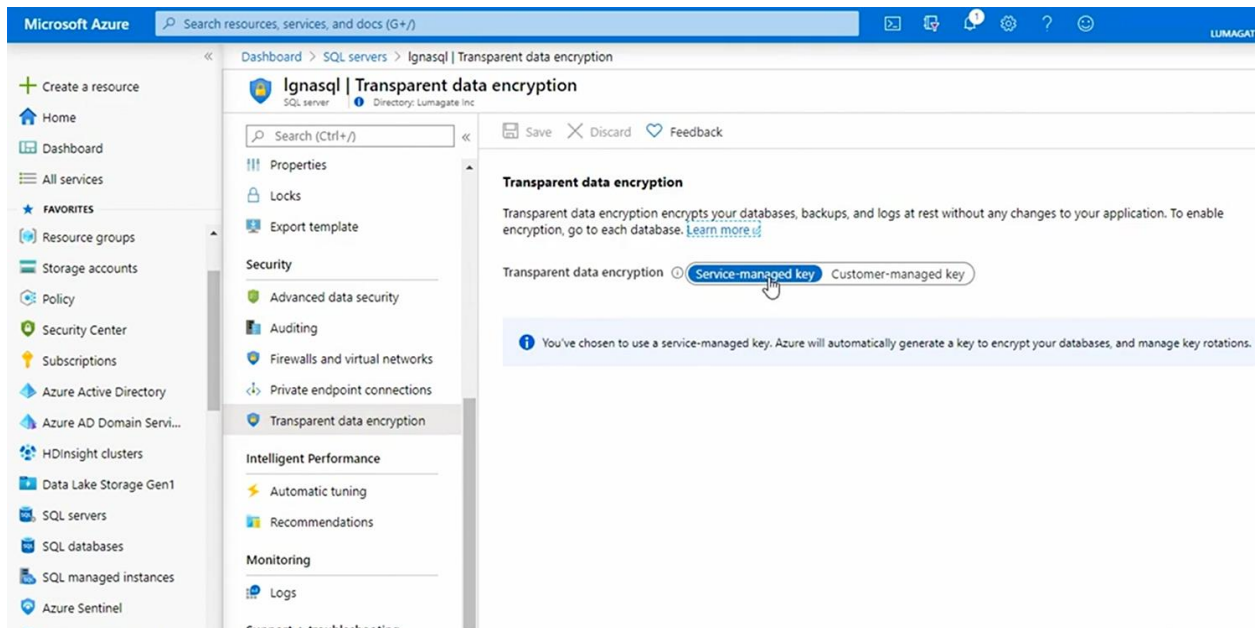 Microsoft Azure
Search resources, services, and docs (G+/)
1
LUMAGAT
Create a resource
Home
Dashboard
All services
FAVORITES
Resource groups
Storage accounts
Policy
Security Center
Subscriptions
Azure Active Directory
Azure AD Domain Servi...
HDInsight clusters
Data Lake Storage Gen1
SQL servers
SQL databases
SQL managed instances
Azure Sentinel
Dashboard > SQL servers > lgnasql | Transparent data encryption
lgnasql | Transparent data encryption
SQL server
Directory: Lumagate Inc
Search (Ctrl+/)
Properties
Locks
Export template
Security
Advanced data security
Auditing
Firewalls and virtual networks
Private endpoint connections
Transparent data encryption
Intelligent Performance
Automatic tuning
Recommendations
Monitoring
Logs
Support + troubleshooting
Save Discard Feedback
Transparent data encryption
Transparent data encryption encrypts your databases, backups, and logs at rest without any changes to your application. To enable
encryption, go to each database. Learn more
Transparent data encryption Service-managed key Customer-managed key
You've chosen to use a service-managed key. Azure will automatically generate a key to encrypt your databases, and manage key rotations.